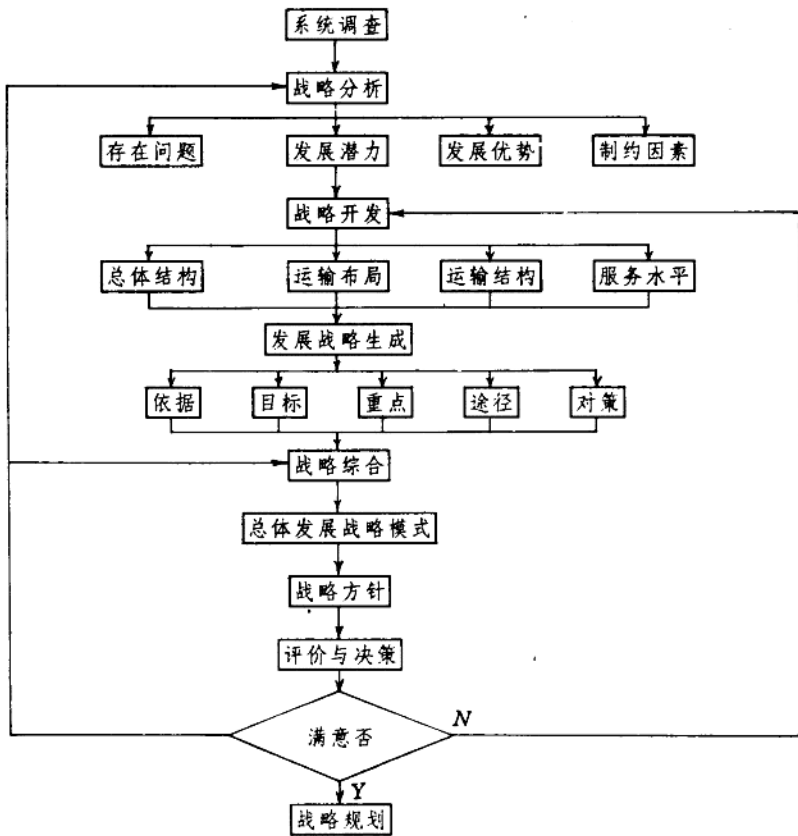 系统调查
战略分析
存在问题 发展潜力 发展优势 制约因素
战略开发
总体结构 运输布局 运输结构 服务水平
发展战略生成
依据 目标 重点 途径 对策
战略综合
总体发展战略模式
战略方针
评价与决策
满意否 N
Y
战略规划